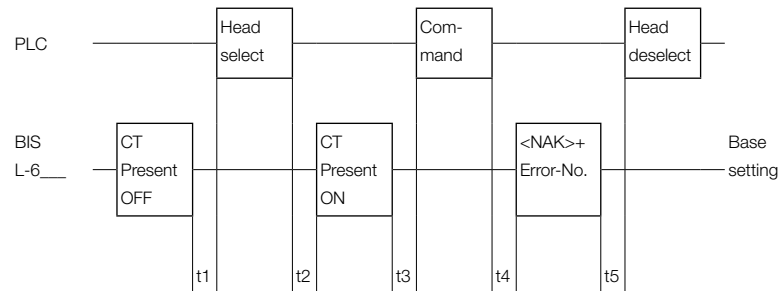 PLC
Head
select
Com-
mand
Head
deselect
BIS
L-6___
CT
Present
OFF
CT
Present
ON
<NAK>+
Error-No.
Base
setting
t1
t2
t3
t4
t5